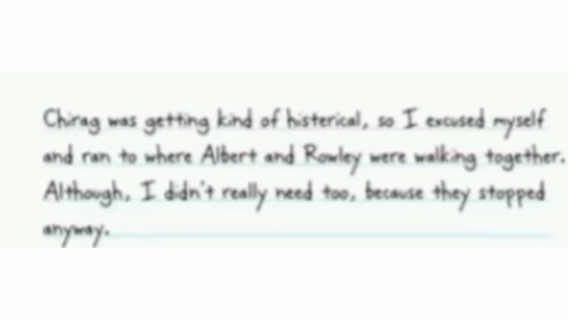 Chirag was getting kind of histerical, so I excused myself
and ran to where Albert and Rowley were walking together.
Although, I didn't really need too, because they stopped
anyway.